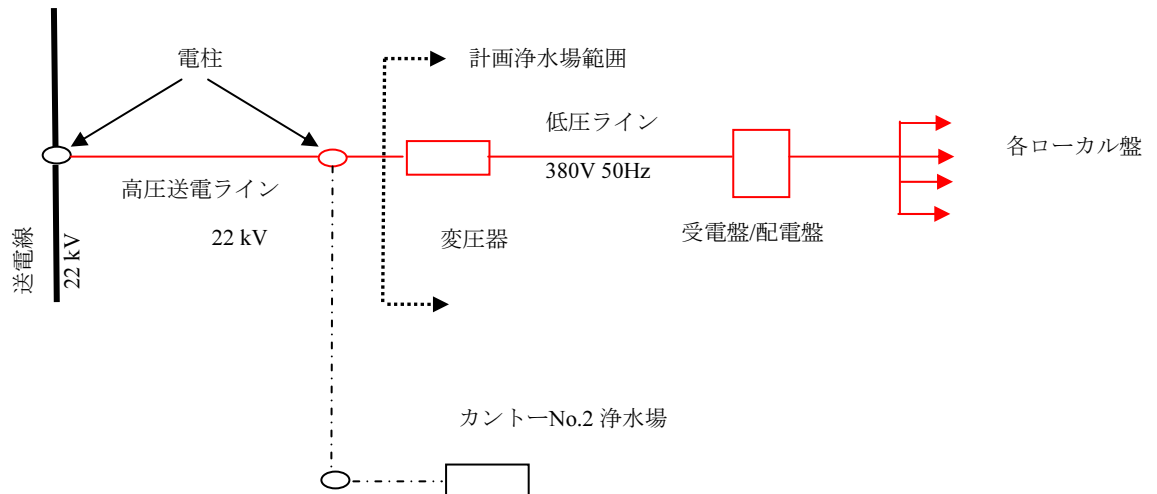 電柱
計画浄水場範囲
低圧ライン
各ローカル盤
380V 50Hz
高圧送電ライン
22 kV
変圧器
受電盤/配電盤
送電線
22 kV
カントーNo.2 浄水場